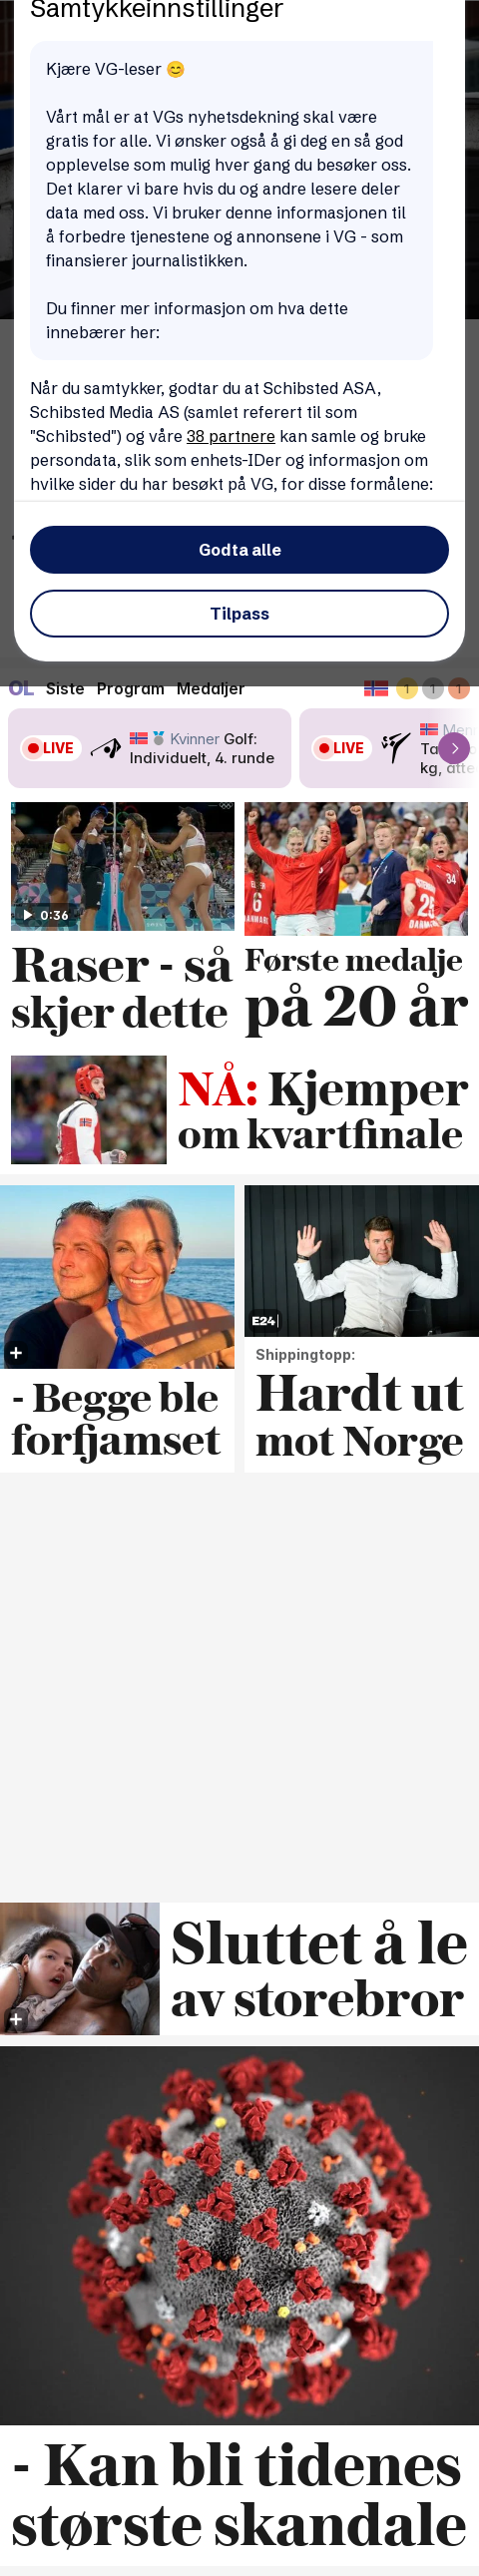 Samtykkeinnstillinger
Kjære VG-leser 😊
Vårt mål er at VGs nyhetsdekning skal være
gratis for alle. Vi ønsker også å gi deg en så god
opplevelse som mulig hver gang du besøker oss.
Det klarer vi bare hvis du og andre lesere deler
data med oss. Vi bruker denne informasjonen til
å forbedre tjenestene og annonsene i VG - som
finansierer journalistikken.
Du finner mer informasjon om hva dette
innebærer her:
Når du samtykker, godtar du at Schibsted ASA,
Schibsted Media AS (samlet referert til som
"Schibsted") og våre 38 partnere kan samle og bruke
persondata, slik som enhets-IDer og informasjon om
hvilke sider du har besøkt på VG, for disse formålene:
Godta alle
Tilpass
OL Siste Program Medaljer 1 1 1
LIVE Kvinner Golf:
Individuelt, 4. runde
LIVE
kg, åtte
0:36
Raser - så
skjer dette
Første medalje
på 20 år
NÅ: Kjemper
om kvartfinale
- Begge ble
forfjamset
E24
Shippingtopp:
Hardt ut
mot Norge
Sluttet å le
av storebror
- Kan bli tidenes
største skandale